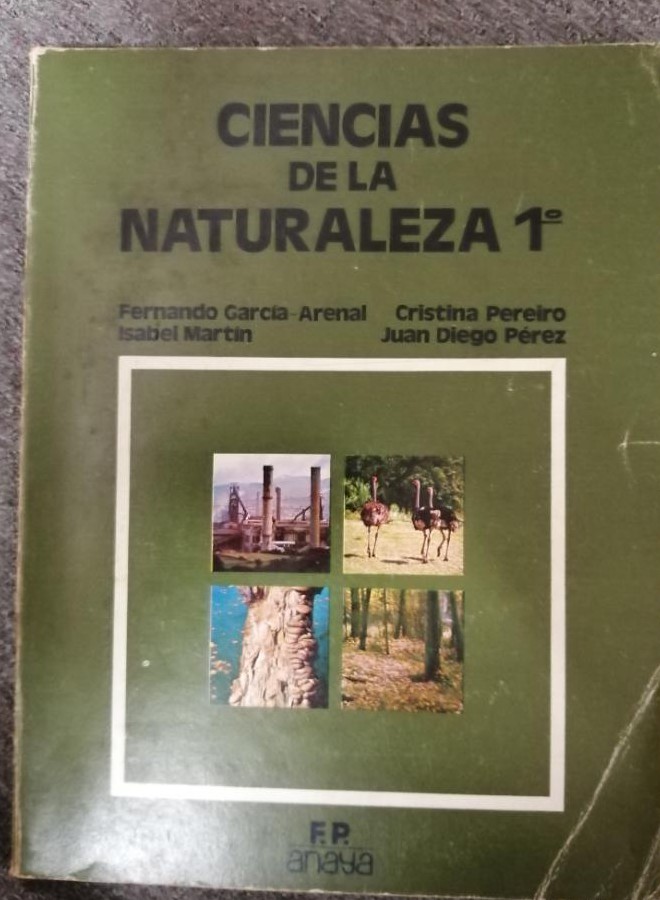 CIENCIAS
DE LA
NATURALEZA 1º
Fernando García-Arenal Cristina Pereiro
Isabel Martín Juan Diego Pérez
F.P.
anaya